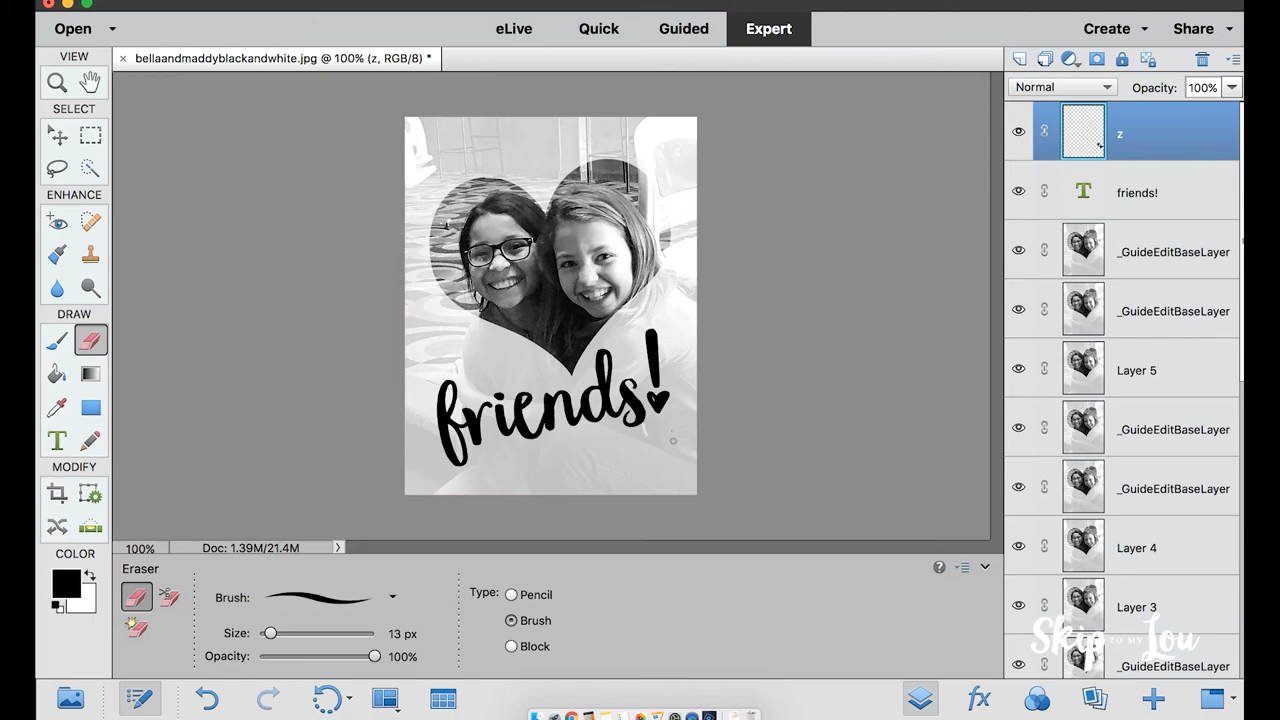 Open
eLive Quick Guided Expert
Create Share
VIEW
× bellaandmaddyblackandwhite.jpg @ 100% (z, RGB/8) *
Normal Opacity: 100%
SELECT
z
ENHANCE
T friends!
_GuideEditBaseLayer
_GuideEditBaseLayer
DRAW
Layer 5
friends!
_GuideEditBaseLayer
T
MODIFY
_GuideEditBaseLayer
Layer 4
COLOR
100% Doc: 1.39M/21.4M
Eraser
Brush:
Size: 13 px
Opacity: 100%
Type: Pencil
Brush
Block
Layer 3
Skip TO MY Lou
_GuideEditBaseLayer
fx